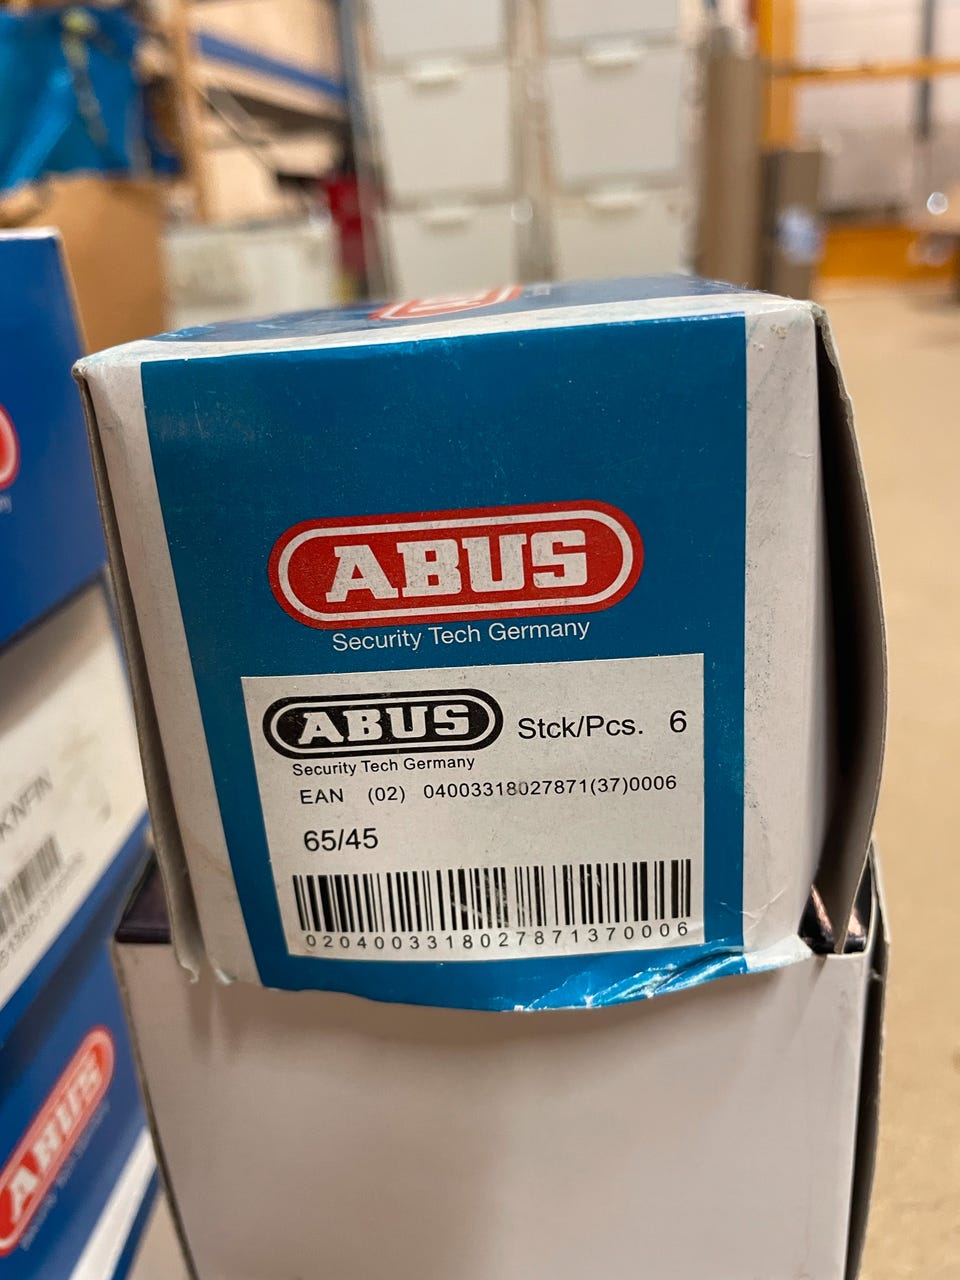 ABUS
Security Tech Germany
ABUS
Security Tech Germany
Stck/Pcs. 6
EAN (02) 04003318027871(37)0006
65/45
0204003318027871370006
ABUS